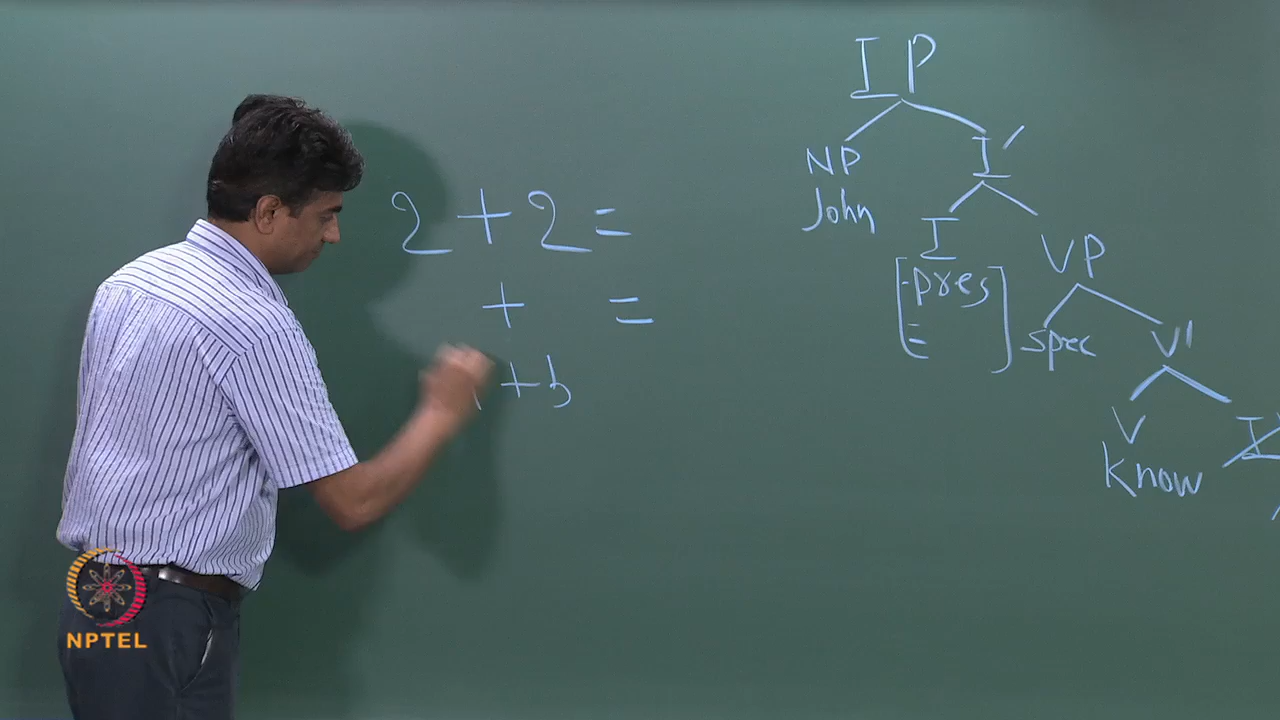 2 + 2 =
+ =
+ b
IP
NP I'
John
I VP
[-pres
=]
spec V'
V
know
NPTEL